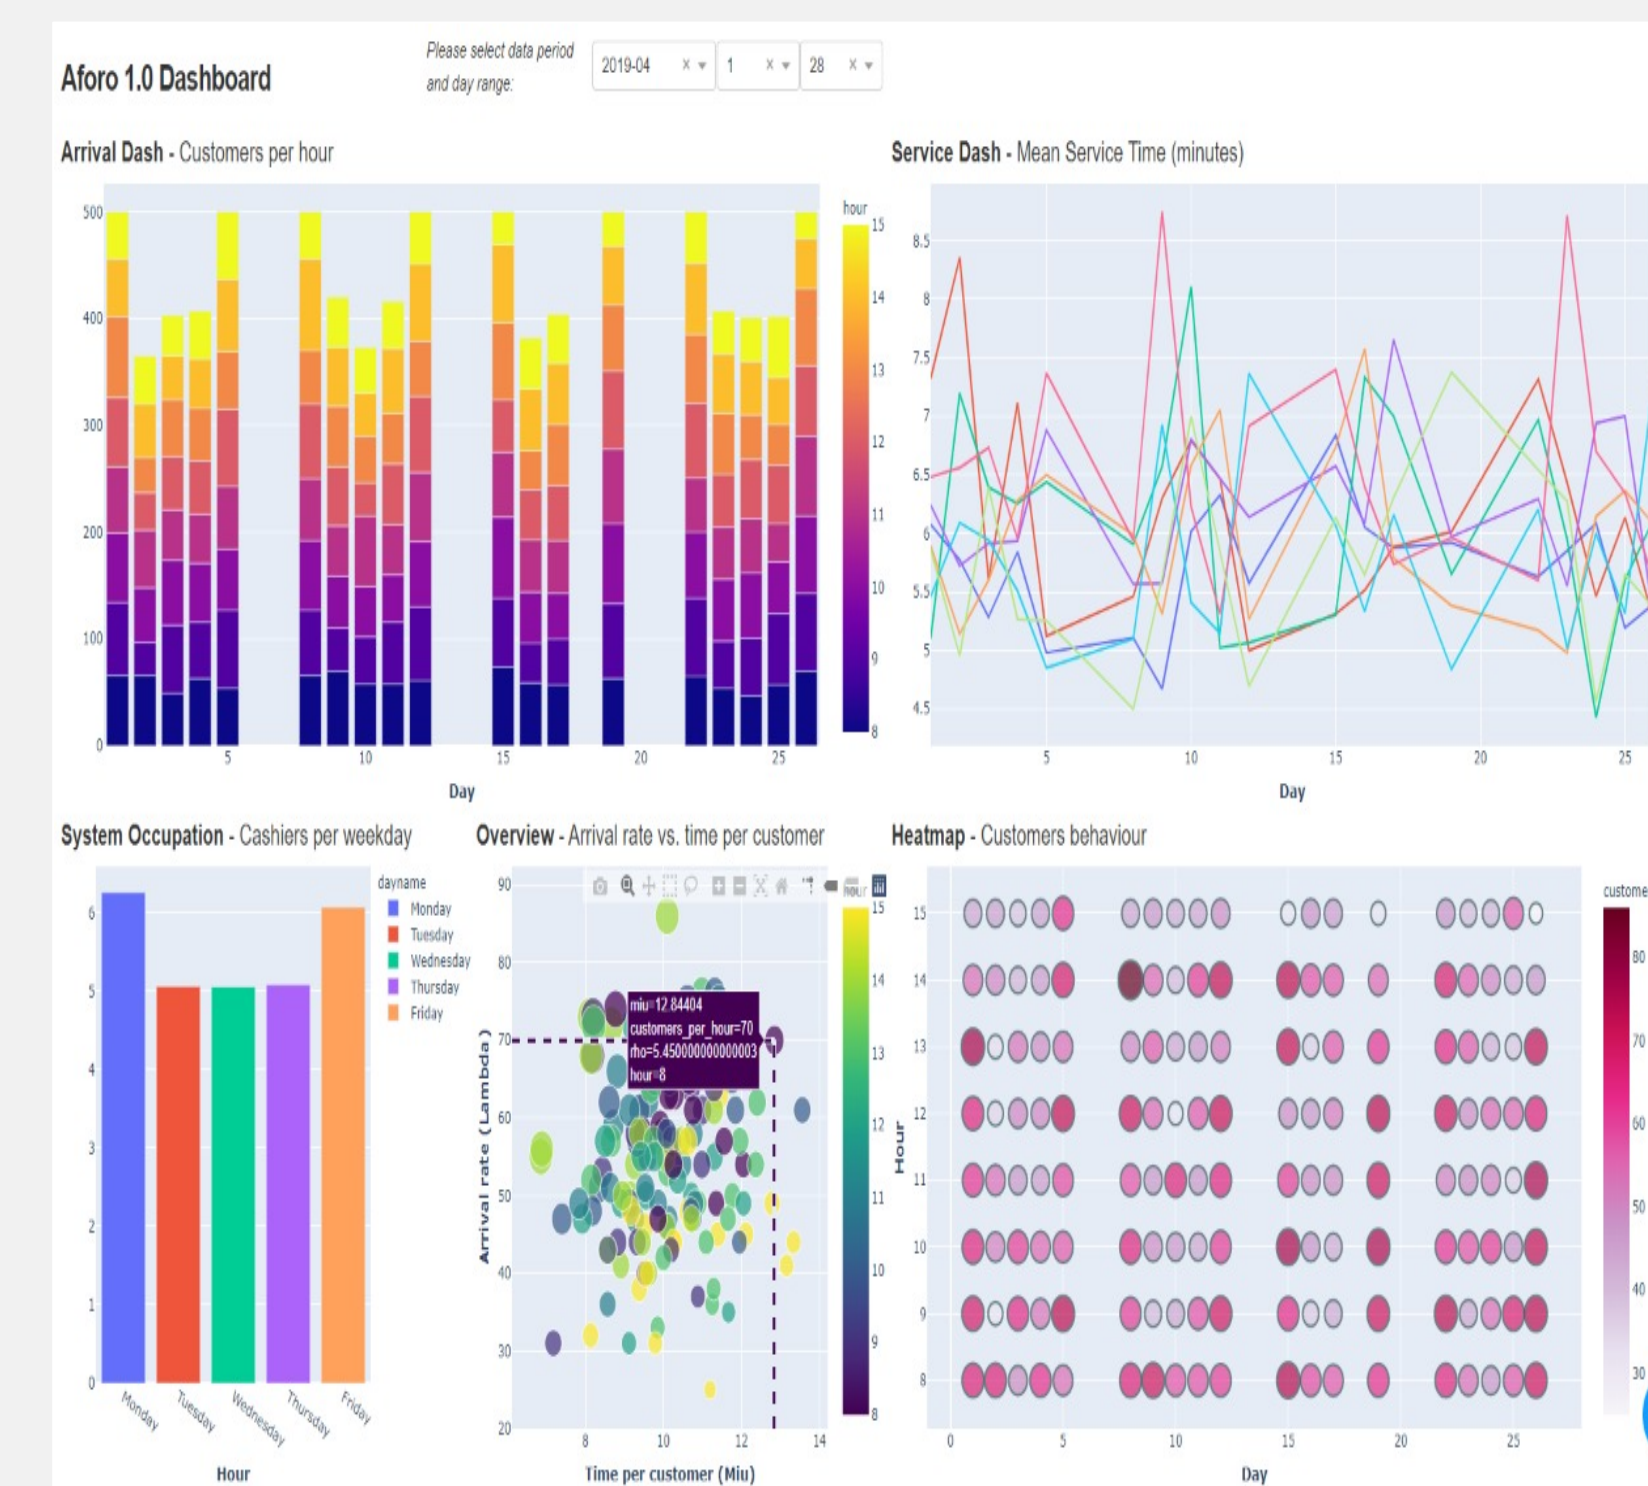 Please select data period
and day range:
2019-04 × 1 × 28 ×
Aforo 1.0 Dashboard
Arrival Dash - Customers per hour
500
400
300
200
100
0
5 10 15 20 25
Day
hour
15
14
13
12
11
10
9
8
Service Dash - Mean Service Time (minutes)
8.5
8
7.5
7
6.5
6
5.5
5
4.5
5 10 15 20 25
Day
System Occupation - Cashiers per weekday
6
5
4
3
2
1
0
Monday Tuesday Wednesday Thursday Friday
Hour
dayname
Monday
Tuesday
Wednesday
Thursday
Friday
Overview - Arrival rate vs. time per customer
Arrival rate (Lambda)
90
80
70
60
50
40
30
20
miu=12.84404
customers_per_hour=70
rho=5.450000000000003
hour=8
8 10 12 14
Time per customer (Miu)
hour
15
14
13
12
11
10
9
8
Heatmap - Customers behaviour
Hour
15
14
13
12
11
10
9
8
0 5 10 15 20 25
Day
custome
80
70
60
50
40
30